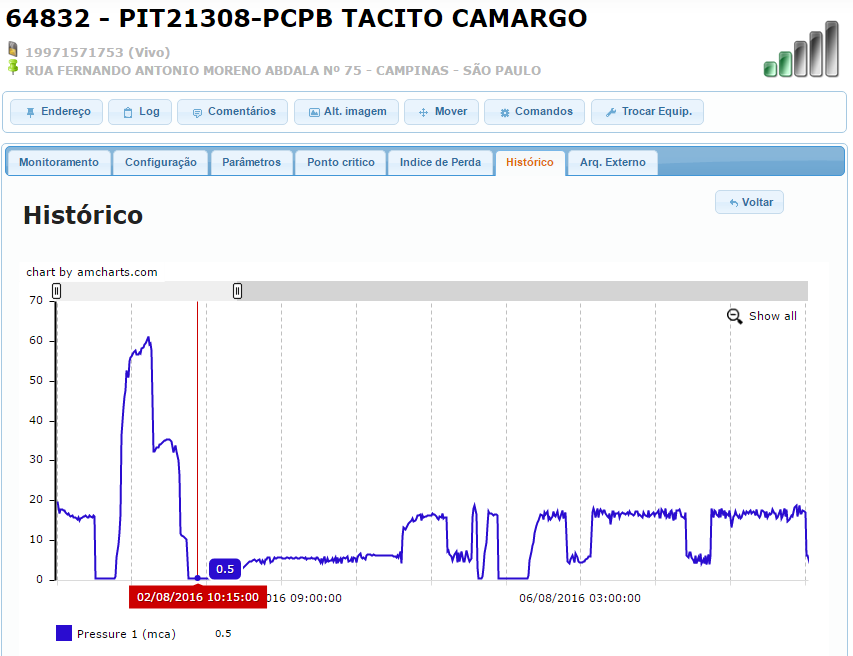 64832 - PIT21308-PCPB TACITO CAMARGO
19971571753 (Vivo)
RUA FERNANDO ANTONIO MORENO ABDALA Nº 75 - CAMPINAS - SÃO PAULO
Endereço Log Comentários Alt. imagem Mover Comandos Trocar Equip.
Monitoramento Configuração Parâmetros Ponto critico Indice de Perda Histórico Arq. Externo
Voltar
Histórico
chart by amcharts.com
70
Show all
60
50
40
30
20
10
0.5
0
02/08/2016 10:15:00 016 09:00:00 06/08/2016 03:00:00
Pressure 1 (mca) 0.5